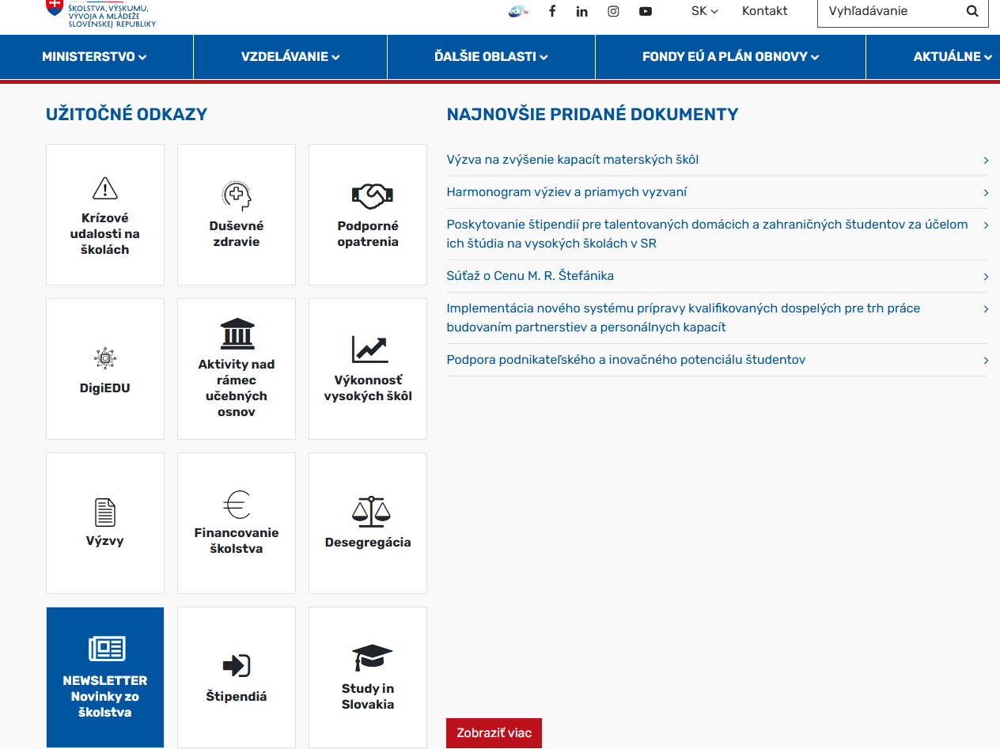 ŠKOLSTVA, VÝSKUMU,
VÝVOJA A MLÁDEŽE
SLOVENSKEJ REPUBLIKY
edu tv
SK
Kontakt
Vyhľadávanie
MINISTERSTVO
VZDELÁVANIE
ĎALŠIE OBLASTI
FONDY EÚ A PLÁN OBNOVY
AKTUÁLNE
UŽITOČNÉ ODKAZY
Krízové
udalosti na
školách
Duševné
zdravie
Podporné
opatrenia
DigiEDU
Aktivity nad
rámec
učebných
osnov
Výkonnosť
vysokých škôl
Výzvy
Financovanie
školstva
Desegregácia
NEWSLETTER
Novinky zo
školstva
Štipendiá
Study in
Slovakia
NAJNOVŠIE PRIDANÉ DOKUMENTY
Výzva na zvýšenie kapacít materských škôl
Harmonogram výziev a priamych vyzvaní
Poskytovanie štipendií pre talentovaných domácich a zahraničných študentov za účelom
ich štúdia na vysokých školách v SR
Súťaž o Cenu M. R. Štefánika
Implementácia nového systému prípravy kvalifikovaných dospelých pre trh práce
budovaním partnerstiev a personálnych kapacít
Podpora podnikateľského a inovačného potenciálu študentov
Zobraziť viac